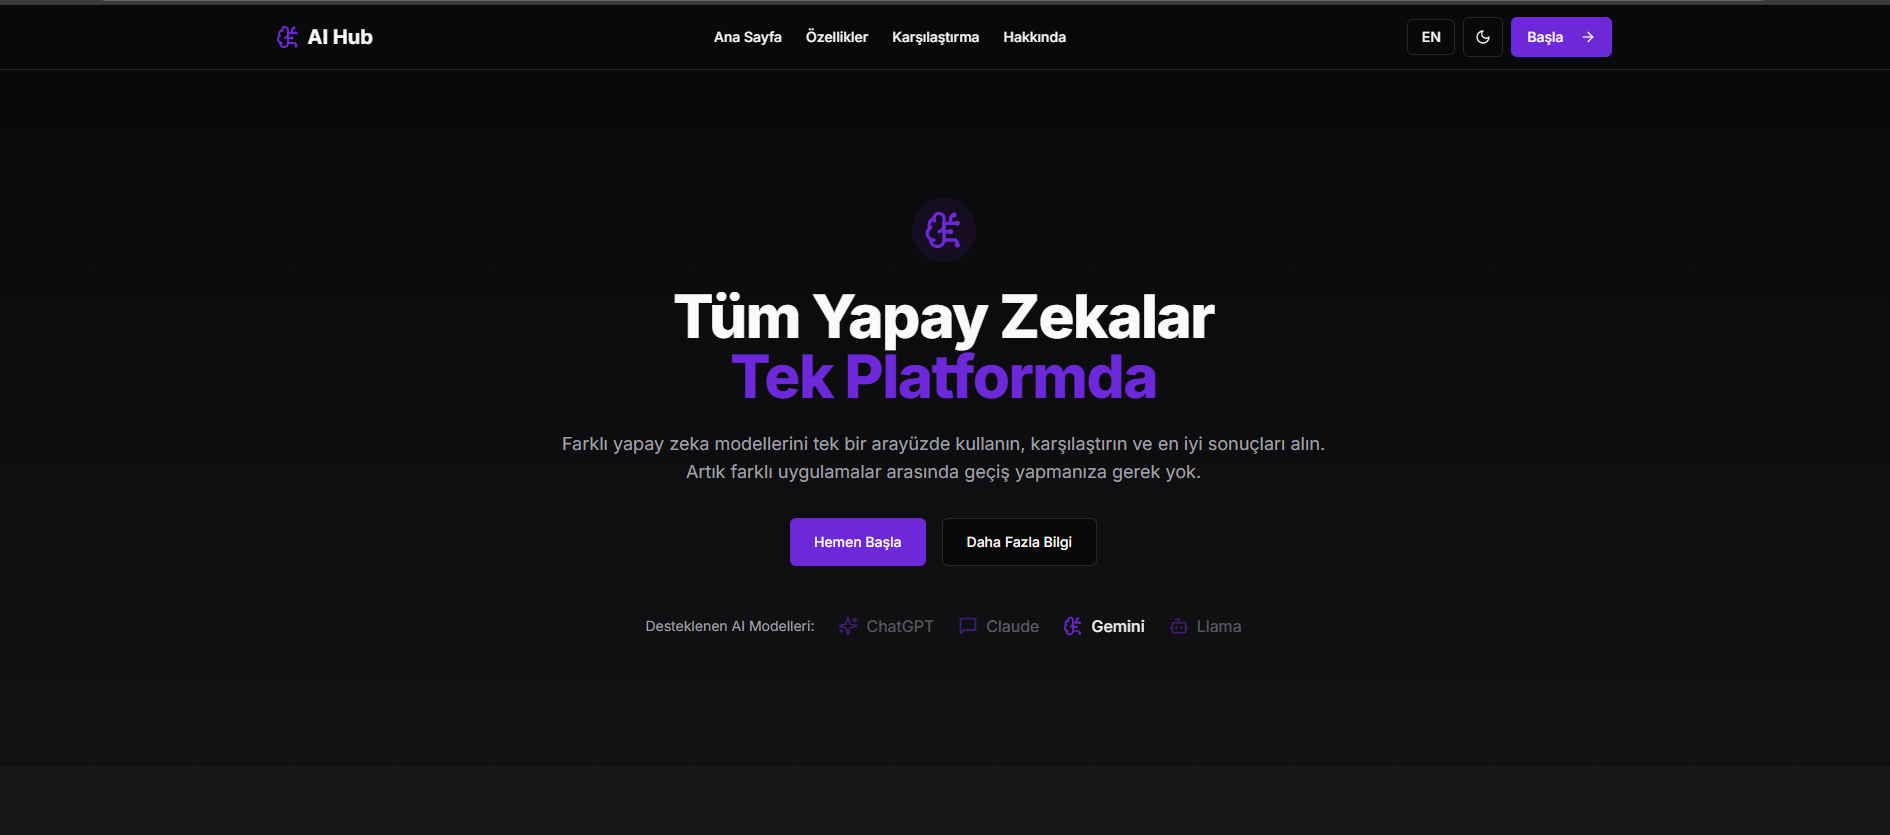 AI Hub
Ana Sayfa
Özellikler
Karşılaştırma
Hakkında
EN
Başla
Tüm Yapay Zekalar
Tek Platformda
Farklı yapay zeka modellerini tek bir arayüzde kullanın, karşılaştırın ve en iyi sonuçları alın.
Artık farklı uygulamalar arasında geçiş yapmanıza gerek yok.
Hemen Başla
Daha Fazla Bilgi
Desteklenen AI Modelleri:
ChatGPT
Claude
Gemini
Llama